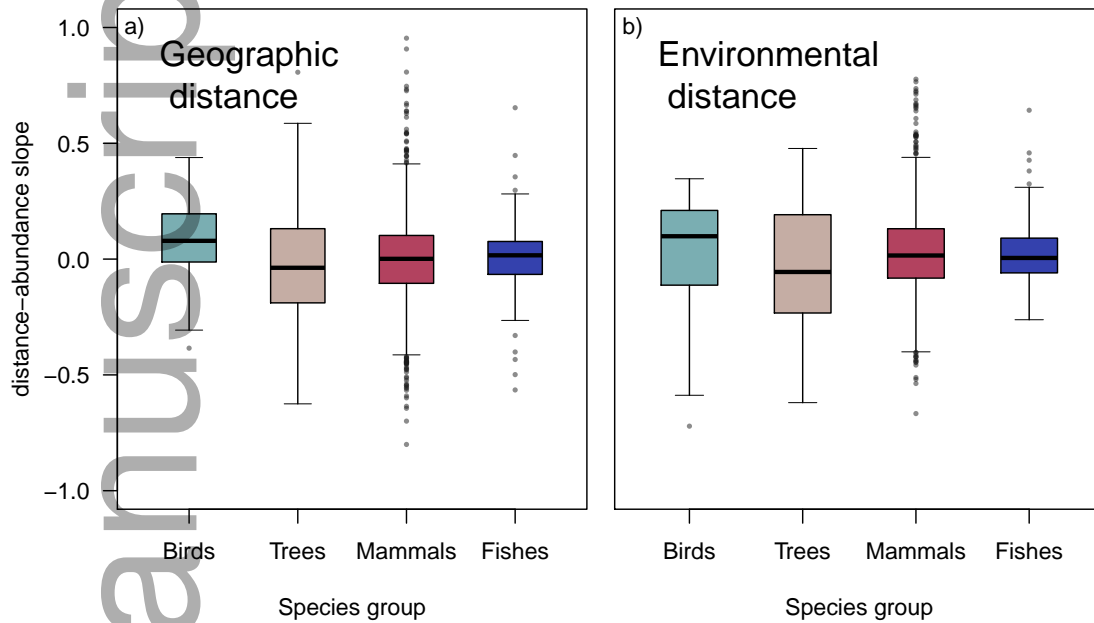 a)
Geographic
distance
b)
Environmental
distance
distance−abundance slope
1.0
0.5
0.0
−0.5
−1.0
Birds Trees Mammals Fishes
Birds Trees Mammals Fishes
Species group
Species group
anuscrip